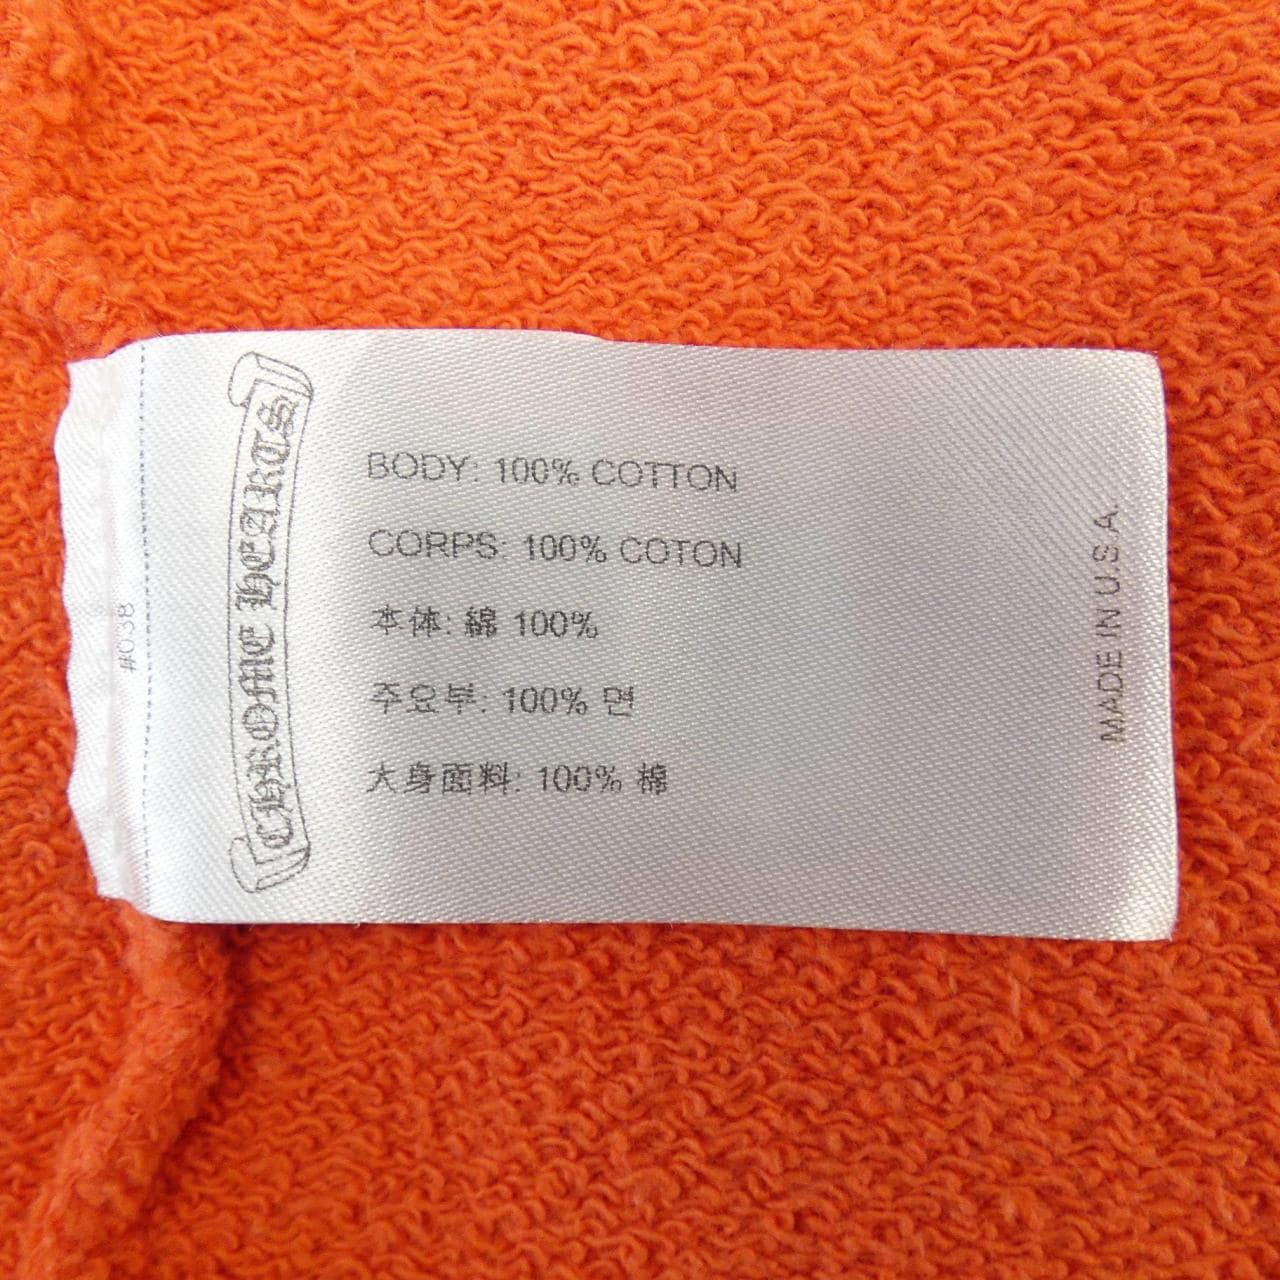 #038
CHROME HEARTS
BODY: 100% COTTON
CORPS: 100% COTON
本体: 綿 100%
주요부: 100% 면
大身面料: 100% 棉
MADE IN U.S.A.